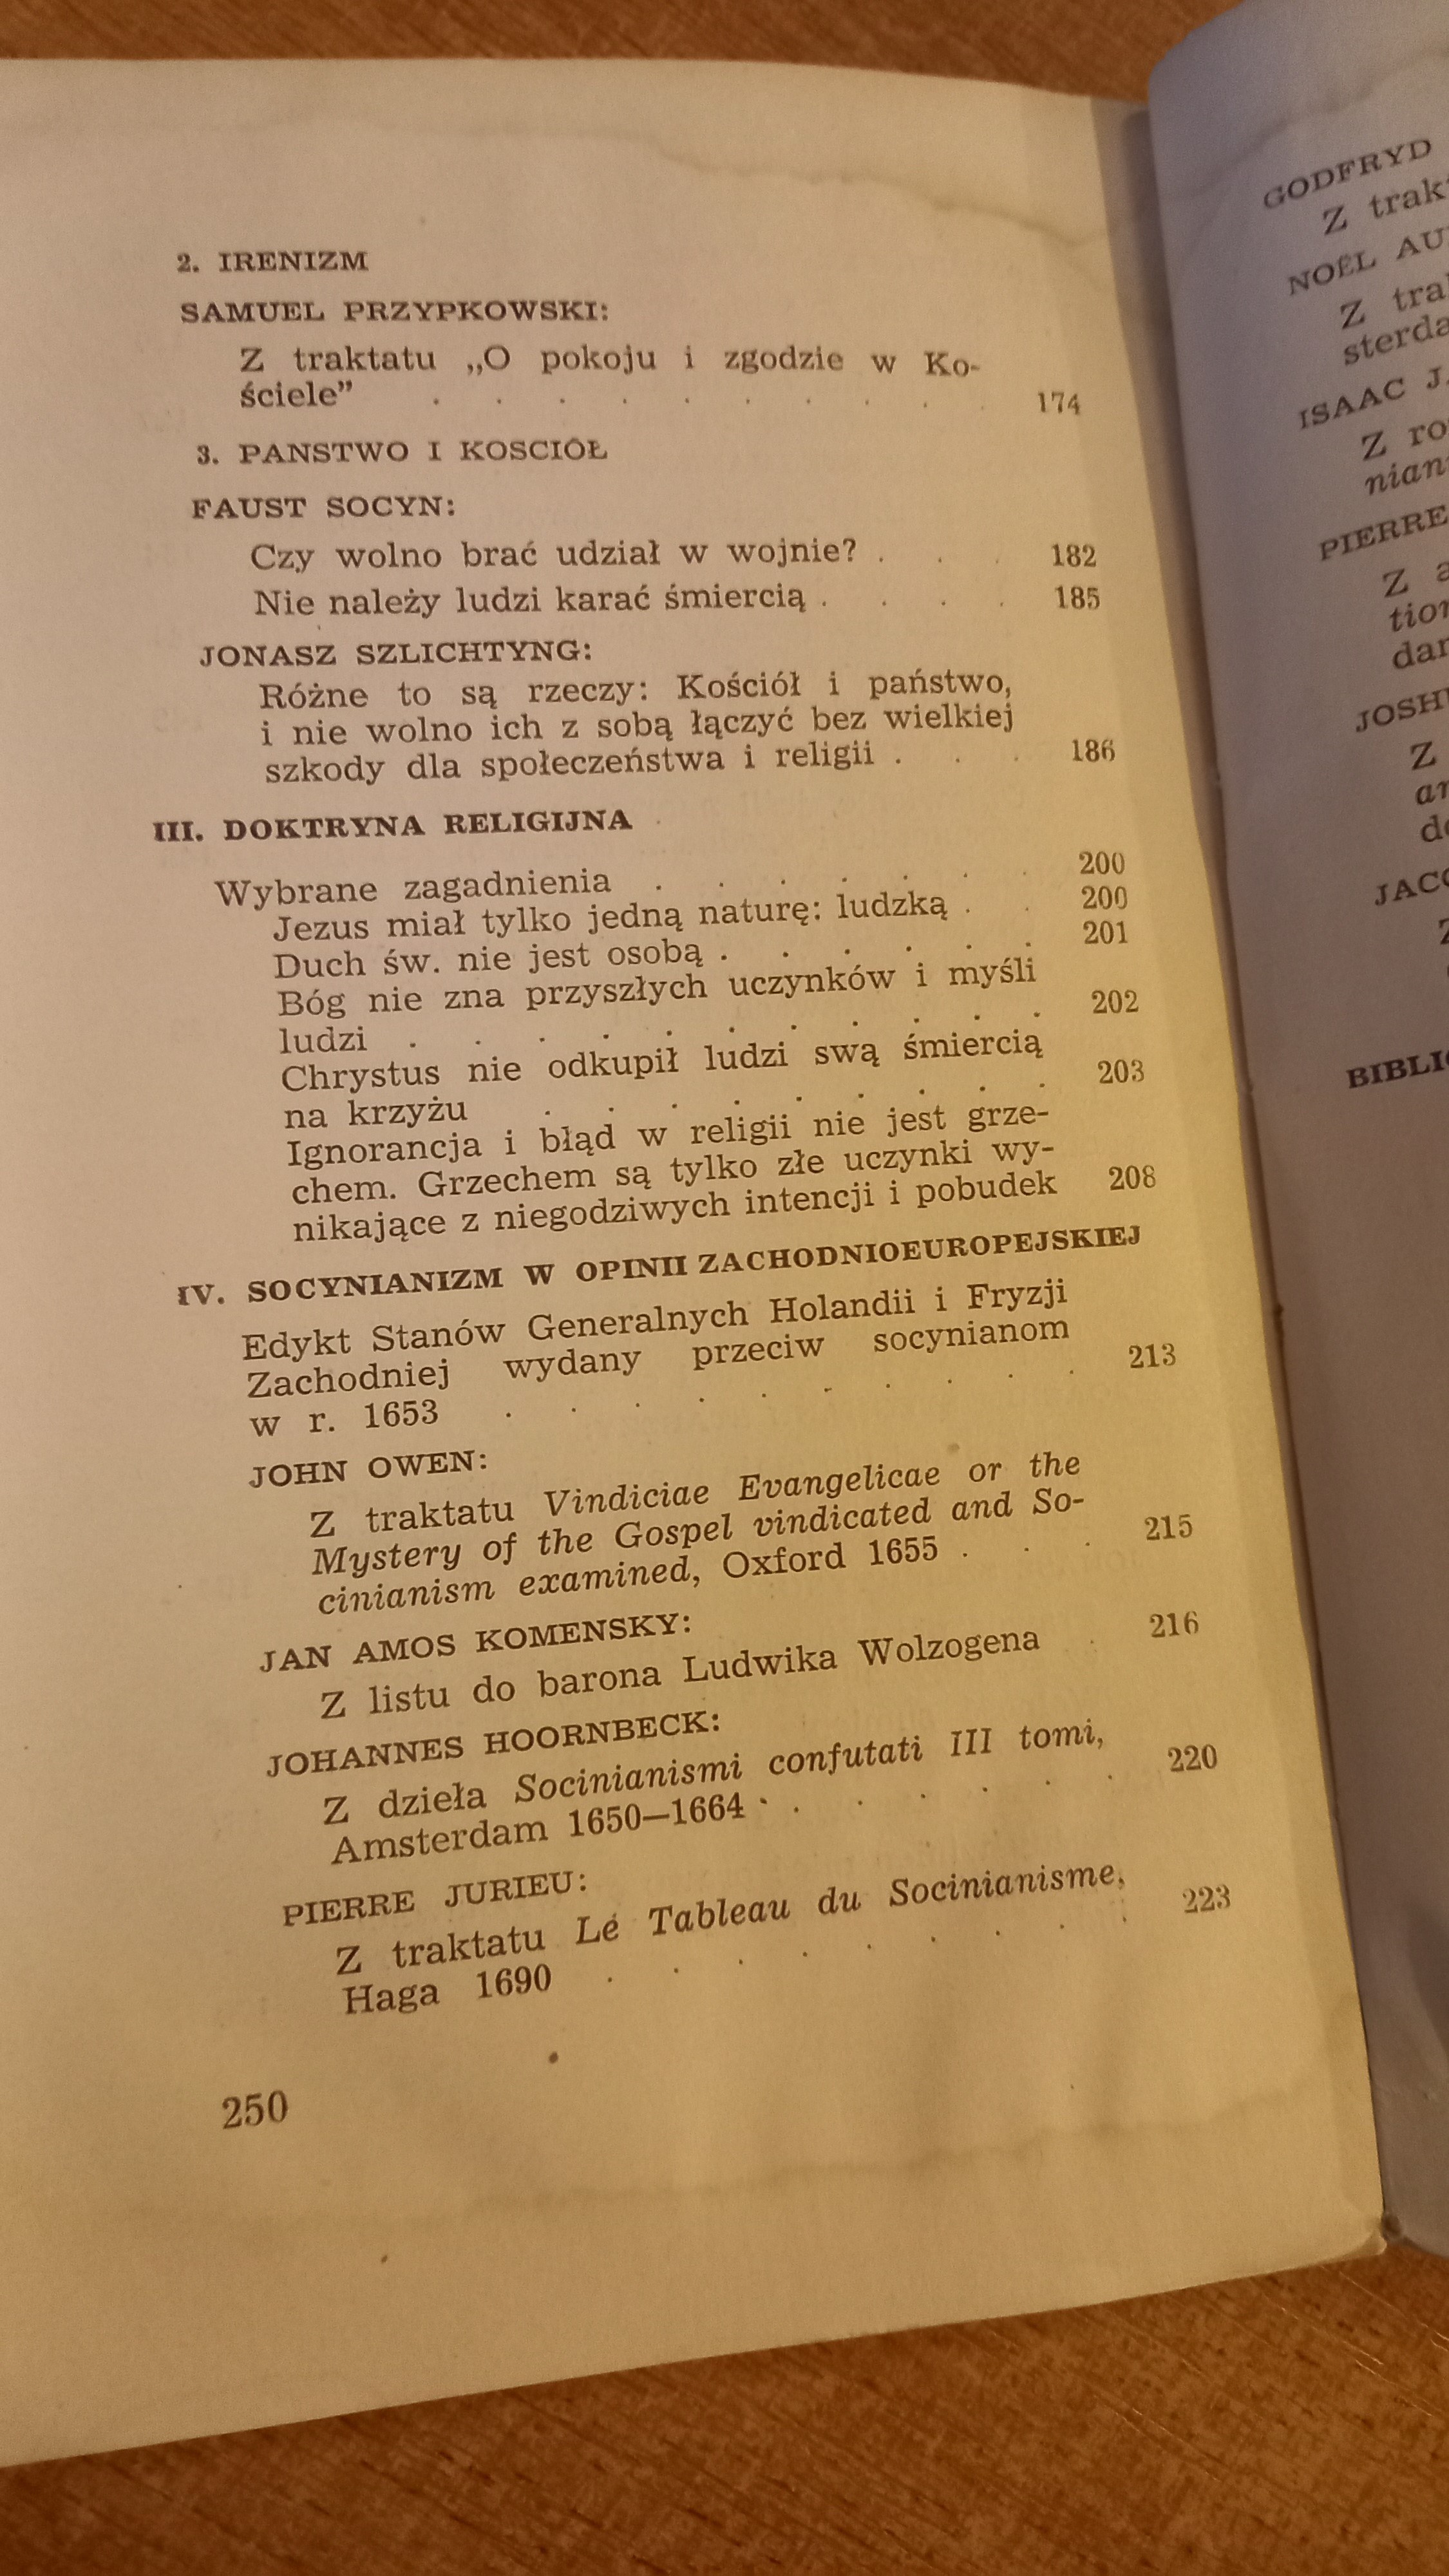 2. IRENIZM
SAMUEL PRZYPKOWSKI:
Z traktatu „O pokoju i zgodzie w Ko-
ściele” . . . . . . . . . . 174
3. PANSTWO I KOSCIÓŁ
FAUST SOCYN:
Czy wolno brać udział w wojnie? . . . 182
Nie należy ludzi karać śmiercią . . . . 185
JONASZ SZLICHTYNG:
Różne to są rzeczy: Kościół i państwo,
i nie wolno ich z sobą łączyć bez wielkiej
szkody dla społeczeństwa i religii . . . 186
III. DOKTRYNA RELIGIJNA
Wybrane zagadnienia . . . . . . . 200
Jezus miał tylko jedną naturę: ludzką . . 200
Duch św. nie jest osobą . . . . . . 201
Bóg nie zna przyszłych uczynków i myśli
ludzi . . . . . . . . . . . 202
Chrystus nie odkupił ludzi swą śmiercią
na krzyżu . . . . . . . . . 203
Ignorancja i błąd w religii nie jest grze-
chem. Grzechem są tylko złe uczynki wy-
nikające z niegodziwych intencji i pobudek 208
IV. SOCYNIANIZM W OPINII ZACHODNIOEUROPEJSKIEJ
Edykt Stanów Generalnych Holandii i Fryzji
Zachodniej wydany przeciw socynianom
w r. 1653 . . . . . . . . . . 213
JOHN OWEN:
Z traktatu Vindiciae Evangelicae or the
Mystery of the Gospel vindicated and So-
cinianism examined, Oxford 1655 . . . 215
JAN AMOS KOMENSKY:
Z listu do barona Ludwika Wolzogena . 216
JOHANNES HOORNBECK:
Z dzieła Socinianismi confutati III tomi,
Amsterdam 1650—1664 . . . . . . 220
PIERRE JURIEU:
Z traktatu Le Tableau du Socinianisme,
Haga 1690 . . . . . . . . . 223
250
GODFRYD
Z trak
NOËL AU
Z tra
sterda
ISAAC J.
Z ro
nian
PIERRE
Z a
tion
dar
JOSH
Z
ar
d
JACO
BIBLI